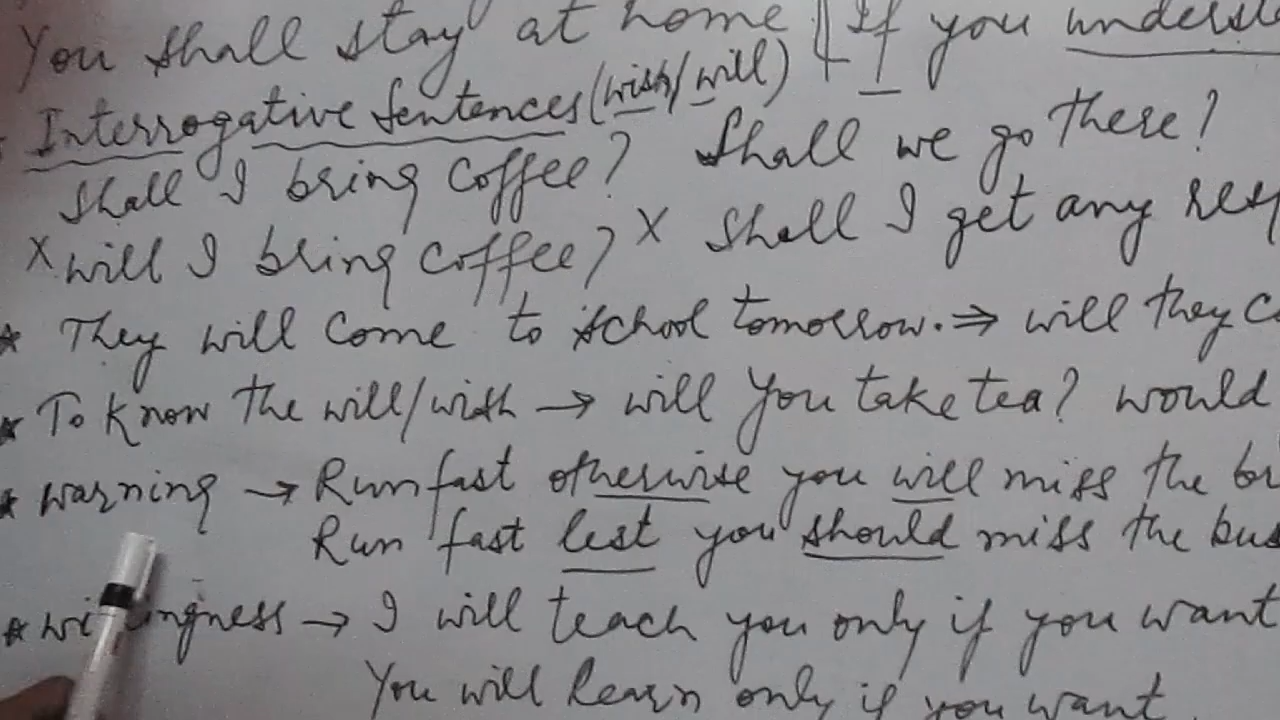 You shall stay at home || If you underst
Interrogative Sentences (wish/will)
Shall I bring coffee? Shall we go there?
x will I bring coffee? x Shall I get any res
* They will come to school tomorrow. ⇒ will they c
* To know the will/wish → will you take tea? would
* warning → Run fast otherwise you will miss the bu
Run fast lest you should miss the bus
* → I will teach you only if you want
You will learn only if you want